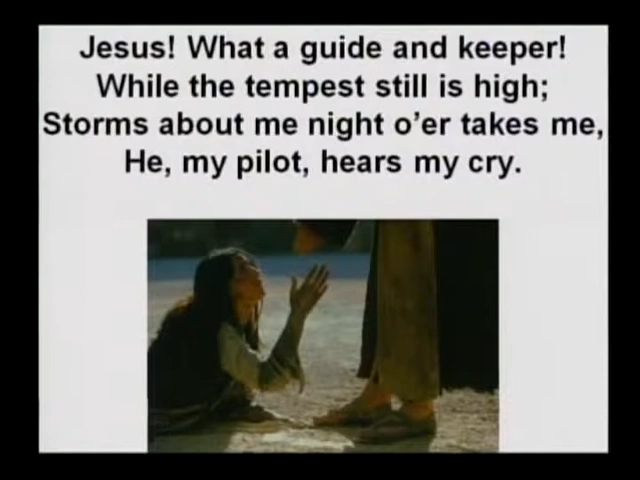 Jesus! What a guide and keeper!
While the tempest still is high;
Storms about me night o'er takes me,
He, my pilot, hears my cry.